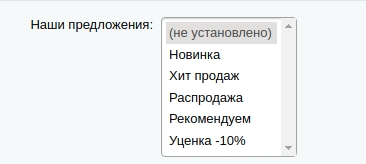 Наши предложения:
(не установлено)
Новинка
Хит продаж
Распродажа
Рекомендуем
Уценка -10%